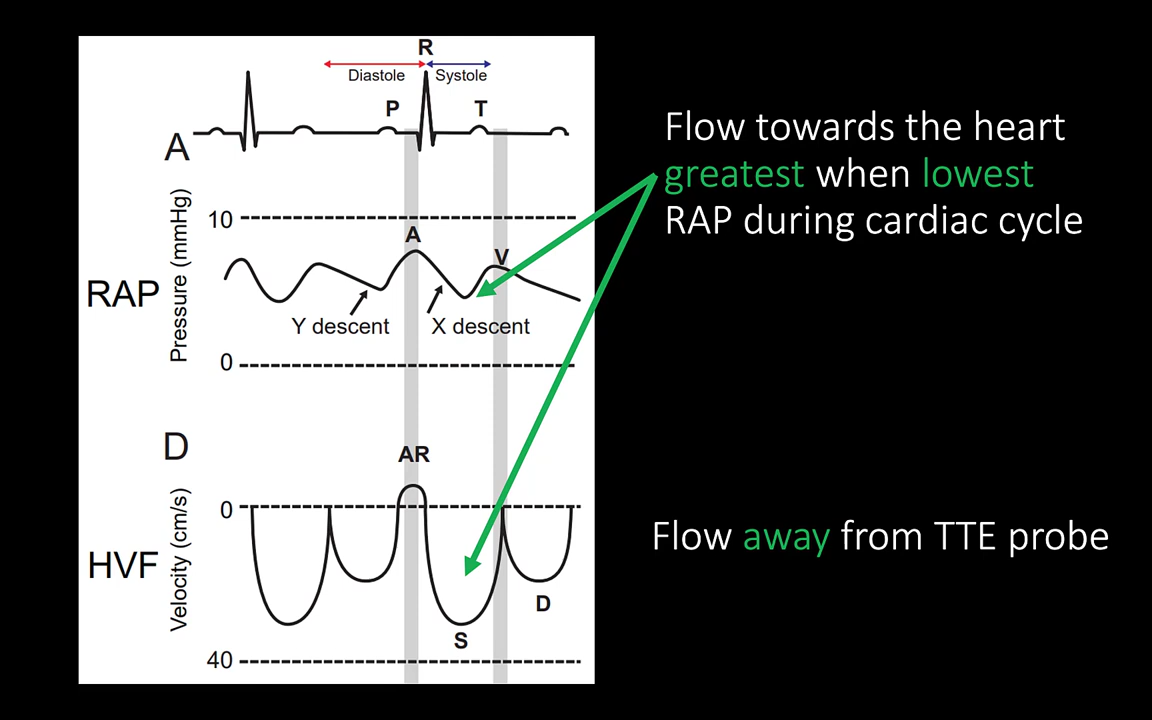 R
Diastole Systole
P T
A
10
A
V
RAP
Pressure (mmHg)
Y descent X descent
0
D
AR
0
HVF
Velocity (cm/s)
D
S
40
Flow towards the heart
greatest when lowest
RAP during cardiac cycle
Flow away from TTE probe